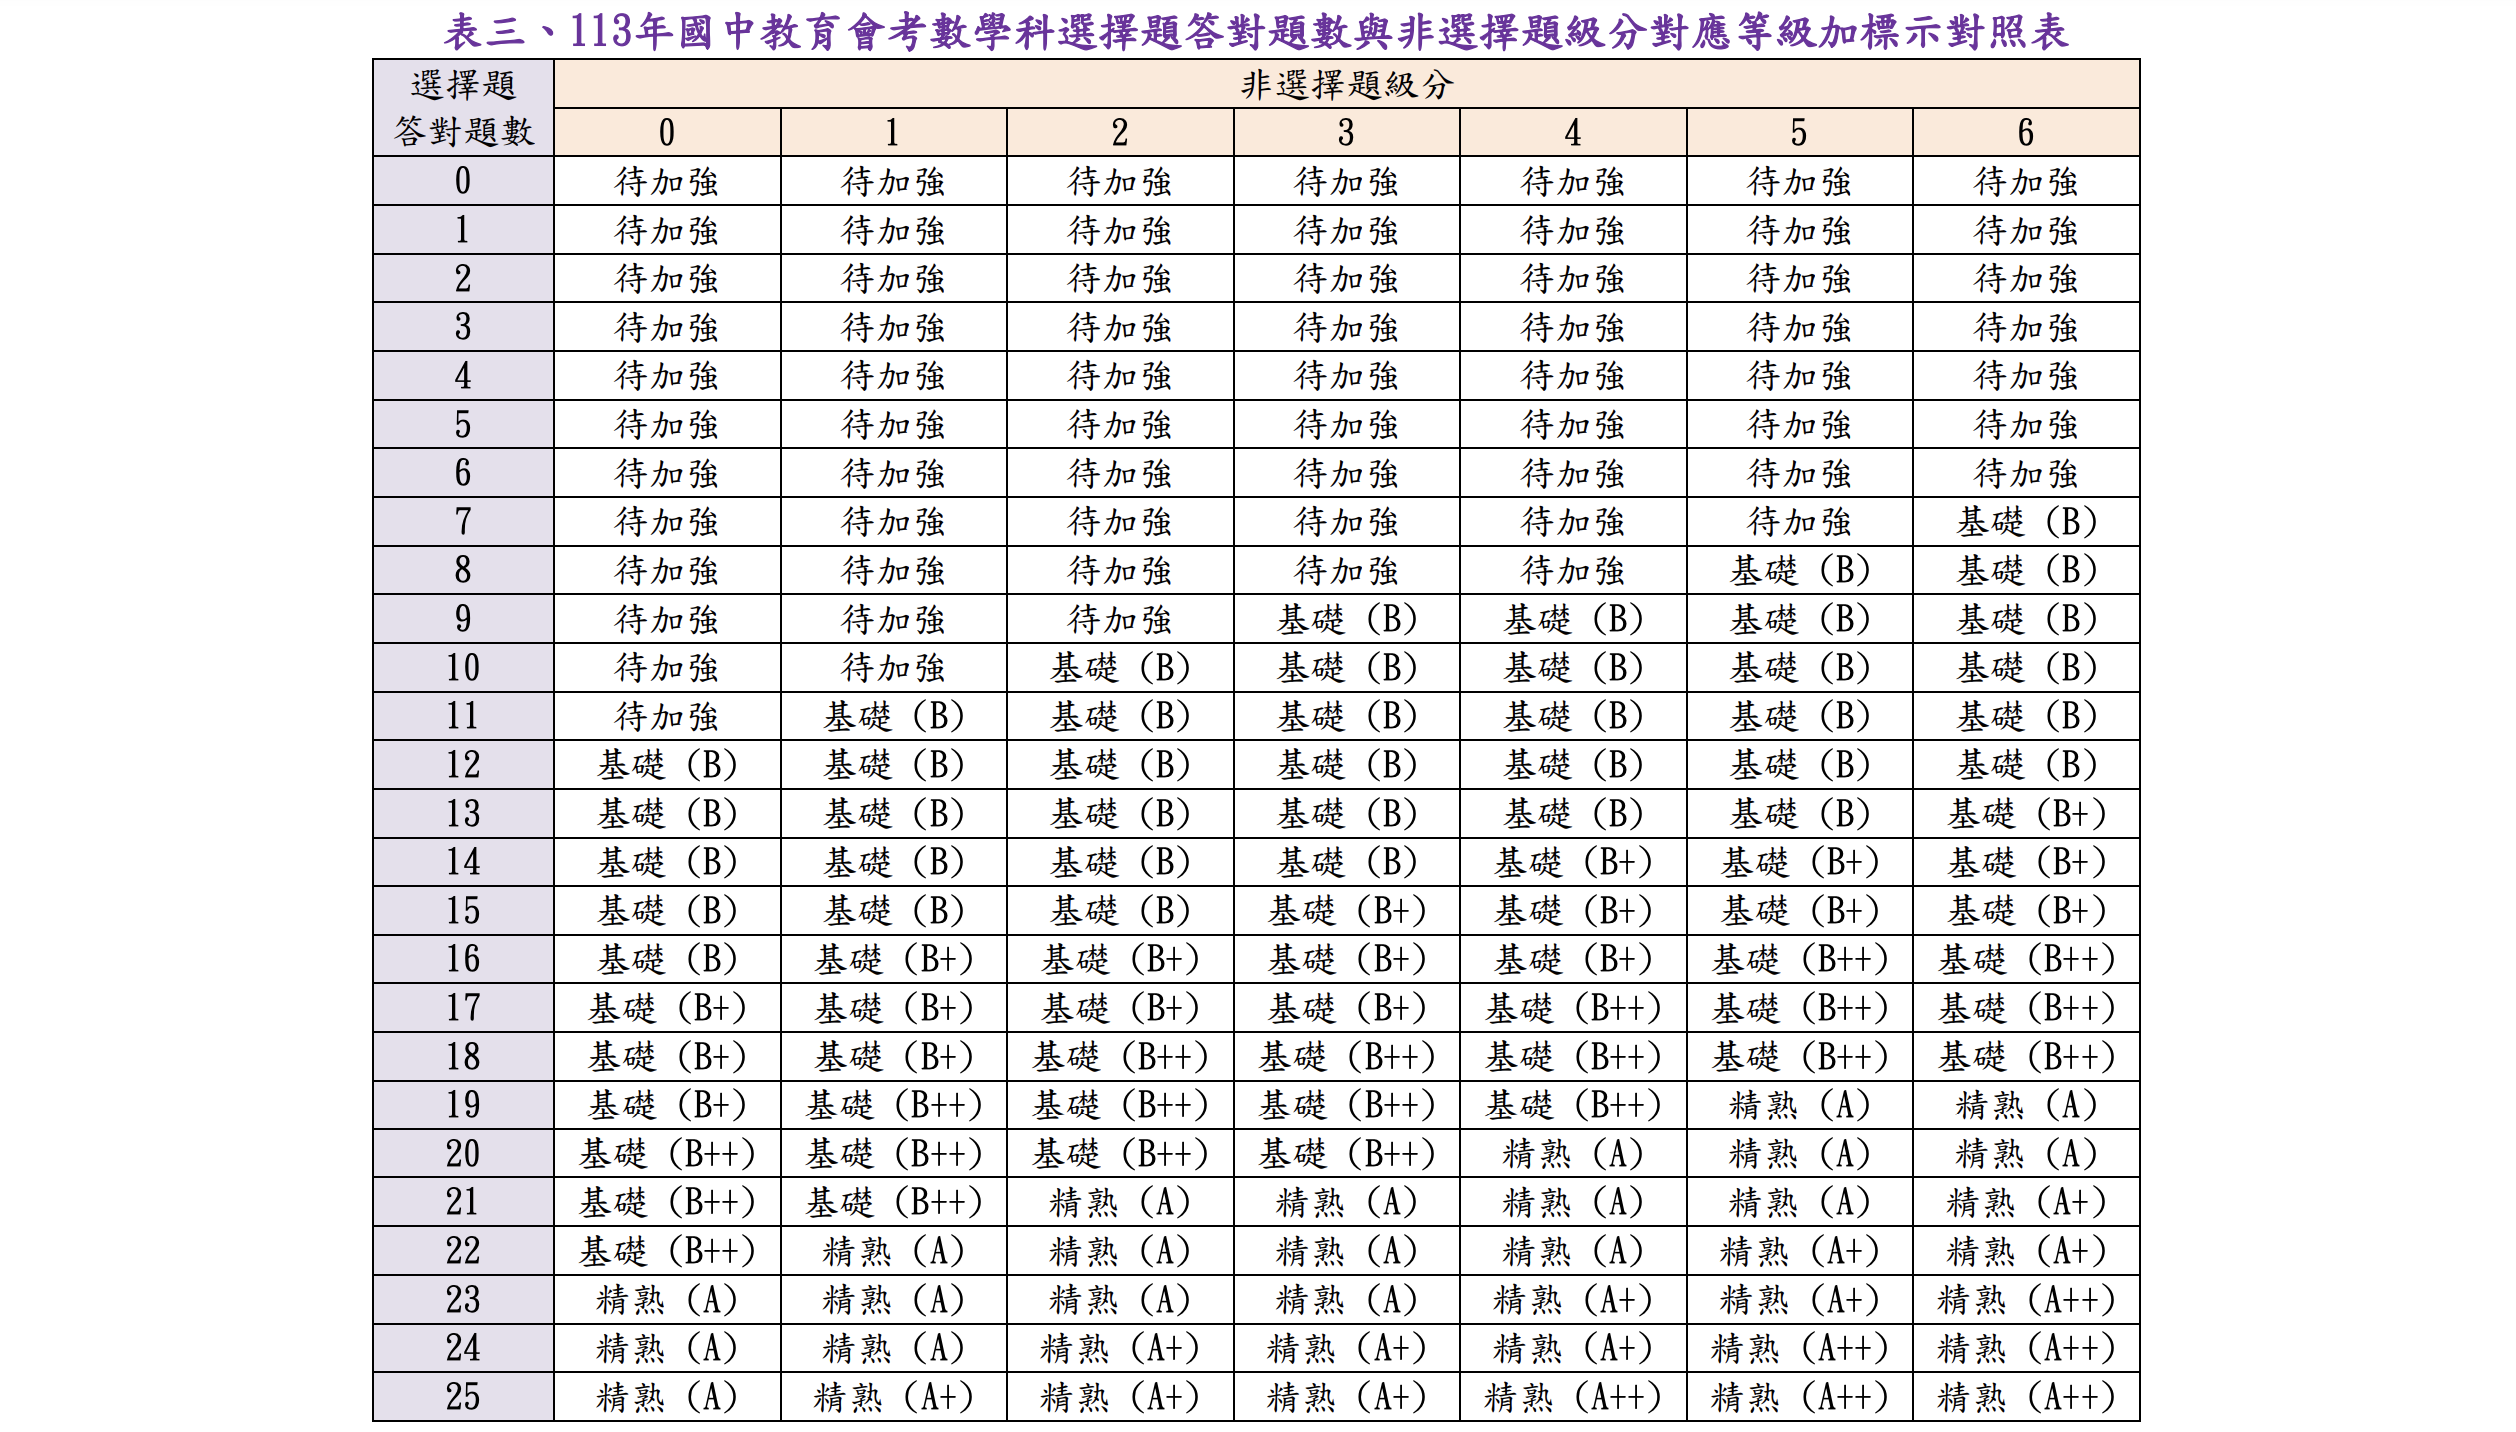 表三、113年國中教育會考數學科選擇題答對題數與非選擇題級分對應等級加標示對照表
選擇題 非選擇題級分
答對題數 0 1 2 3 4 5 6
0 待加強 待加強 待加強 待加強 待加強 待加強 待加強
1 待加強 待加強 待加強 待加強 待加強 待加強 待加強
2 待加強 待加強 待加強 待加強 待加強 待加強 待加強
3 待加強 待加強 待加強 待加強 待加強 待加強 待加強
4 待加強 待加強 待加強 待加強 待加強 待加強 待加強
5 待加強 待加強 待加強 待加強 待加強 待加強 待加強
6 待加強 待加強 待加強 待加強 待加強 待加強 待加強
7 待加強 待加強 待加強 待加強 待加強 待加強 基礎（B）
8 待加強 待加強 待加強 待加強 待加強 基礎（B） 基礎（B）
9 待加強 待加強 待加強 基礎（B） 基礎（B） 基礎（B） 基礎（B）
10 待加強 待加強 基礎（B） 基礎（B） 基礎（B） 基礎（B） 基礎（B）
11 待加強 基礎（B） 基礎（B） 基礎（B） 基礎（B） 基礎（B） 基礎（B）
12 基礎（B） 基礎（B） 基礎（B） 基礎（B） 基礎（B） 基礎（B） 基礎（B）
13 基礎（B） 基礎（B） 基礎（B） 基礎（B） 基礎（B） 基礎（B） 基礎（B+）
14 基礎（B） 基礎（B） 基礎（B） 基礎（B） 基礎（B+） 基礎（B+） 基礎（B+）
15 基礎（B） 基礎（B） 基礎（B） 基礎（B+） 基礎（B+） 基礎（B+） 基礎（B+）
16 基礎（B） 基礎（B+） 基礎（B+） 基礎（B+） 基礎（B+） 基礎（B++） 基礎（B++）
17 基礎（B+） 基礎（B+） 基礎（B+） 基礎（B+） 基礎（B++） 基礎（B++） 基礎（B++）
18 基礎（B+） 基礎（B+） 基礎（B++） 基礎（B++） 基礎（B++） 基礎（B++） 基礎（B++）
19 基礎（B+） 基礎（B++） 基礎（B++） 基礎（B++） 基礎（B++） 精熟（A） 精熟（A）
20 基礎（B++） 基礎（B++） 基礎（B++） 基礎（B++） 精熟（A） 精熟（A） 精熟（A）
21 基礎（B++） 基礎（B++） 精熟（A） 精熟（A） 精熟（A） 精熟（A） 精熟（A+）
22 基礎（B++） 精熟（A） 精熟（A） 精熟（A） 精熟（A） 精熟（A+） 精熟（A+）
23 精熟（A） 精熟（A） 精熟（A） 精熟（A） 精熟（A+） 精熟（A+） 精熟（A++）
24 精熟（A） 精熟（A） 精熟（A+） 精熟（A+） 精熟（A+） 精熟（A++） 精熟（A++）
25 精熟（A） 精熟（A+） 精熟（A+） 精熟（A+） 精熟（A++） 精熟（A++） 精熟（A++）